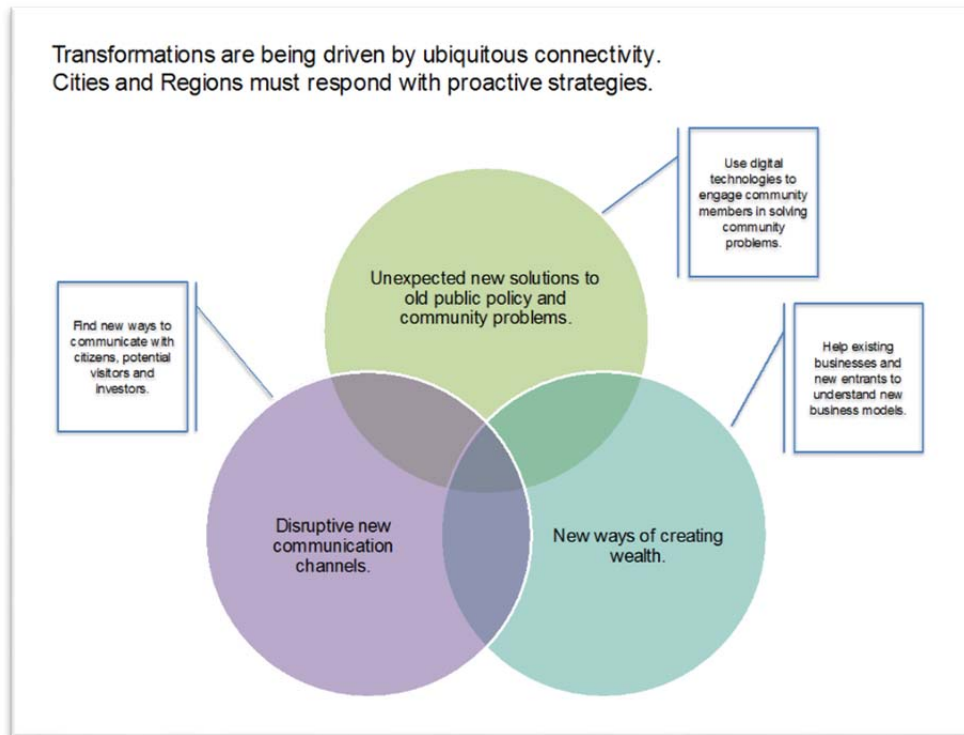 Transformations are being driven by ubiquitous connectivity.
Cities and Regions must respond with proactive strategies.
Use digital
technologies to
engage community
members in solving
community
problems.
Unexpected new solutions to
old public policy and
community problems.
Find new ways to
communicate with
citizens, potential
visitors and
investors.
Help existing
businesses and
new entrants to
understand new
business models.
Disruptive new
communication
channels.
New ways of creating
wealth.